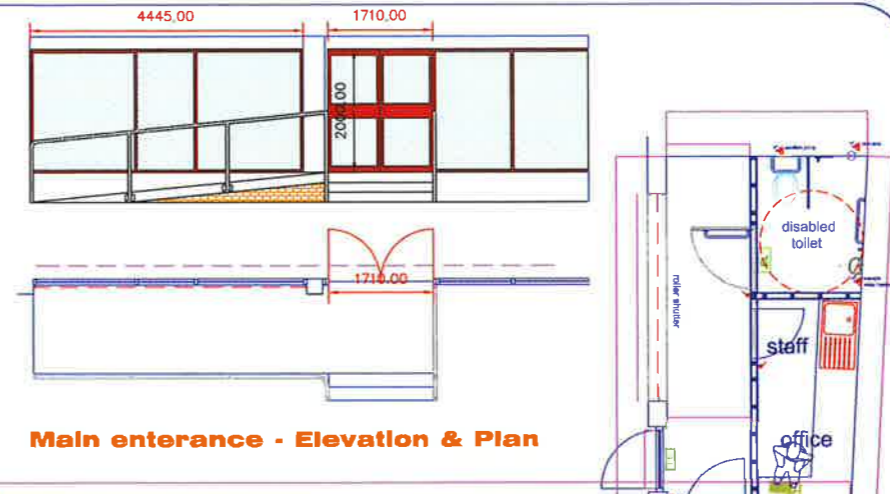 4445,00
1710,00
2000.00
disabled
toilet
1710.00
roller shutter
staff
office
Main enterance - Elevation & Plan